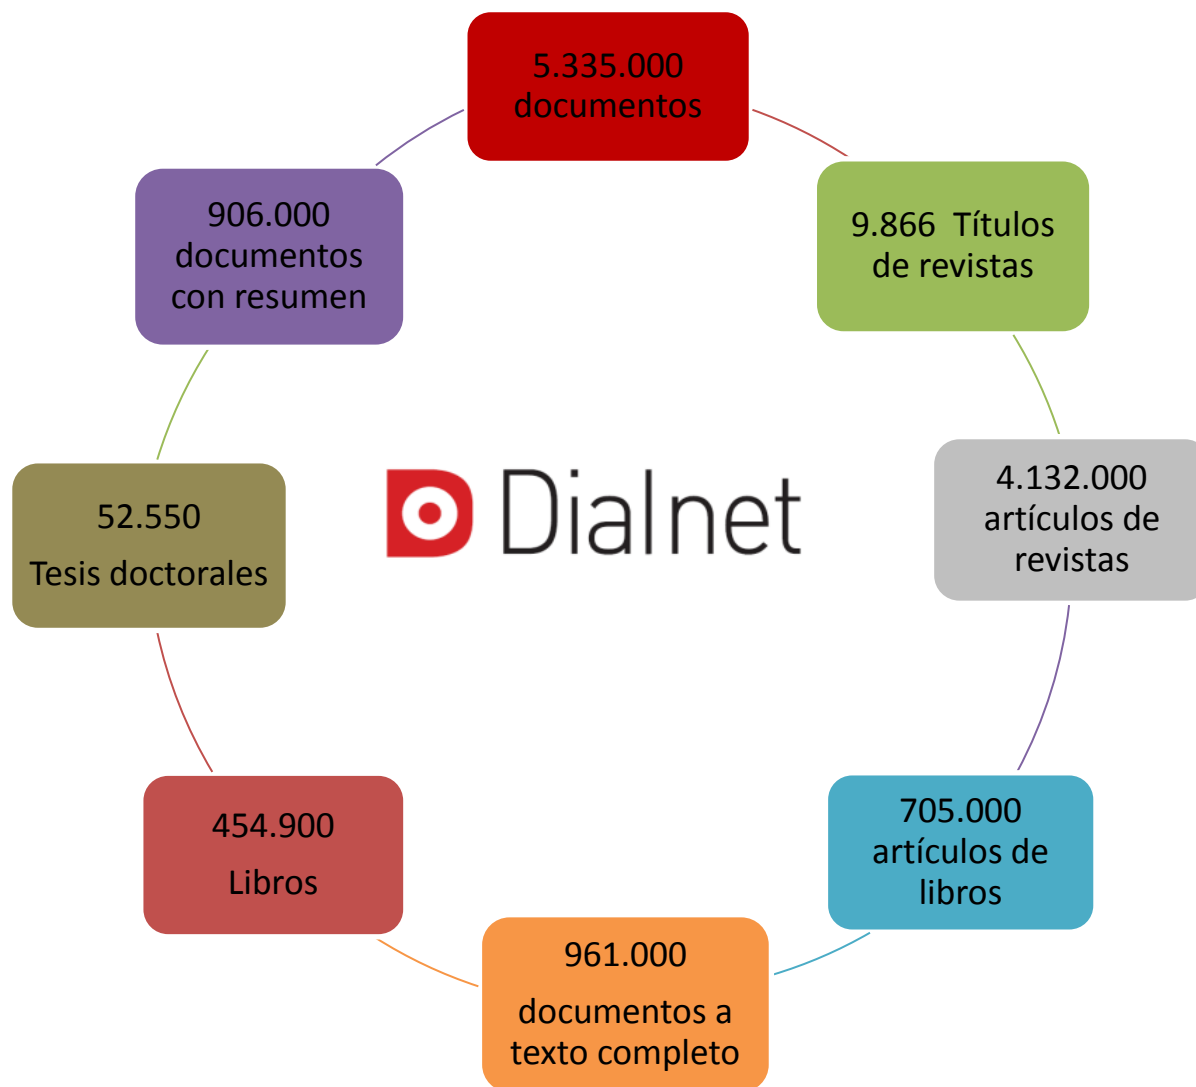 5.335.000
documentos
9.866 Títulos
de revistas
4.132.000
artículos de
revistas
705.000
artículos de
libros
961.000
documentos a
texto completo
454.900
Libros
52.550
Tesis doctorales
906.000
documentos
con resumen
Dialnet